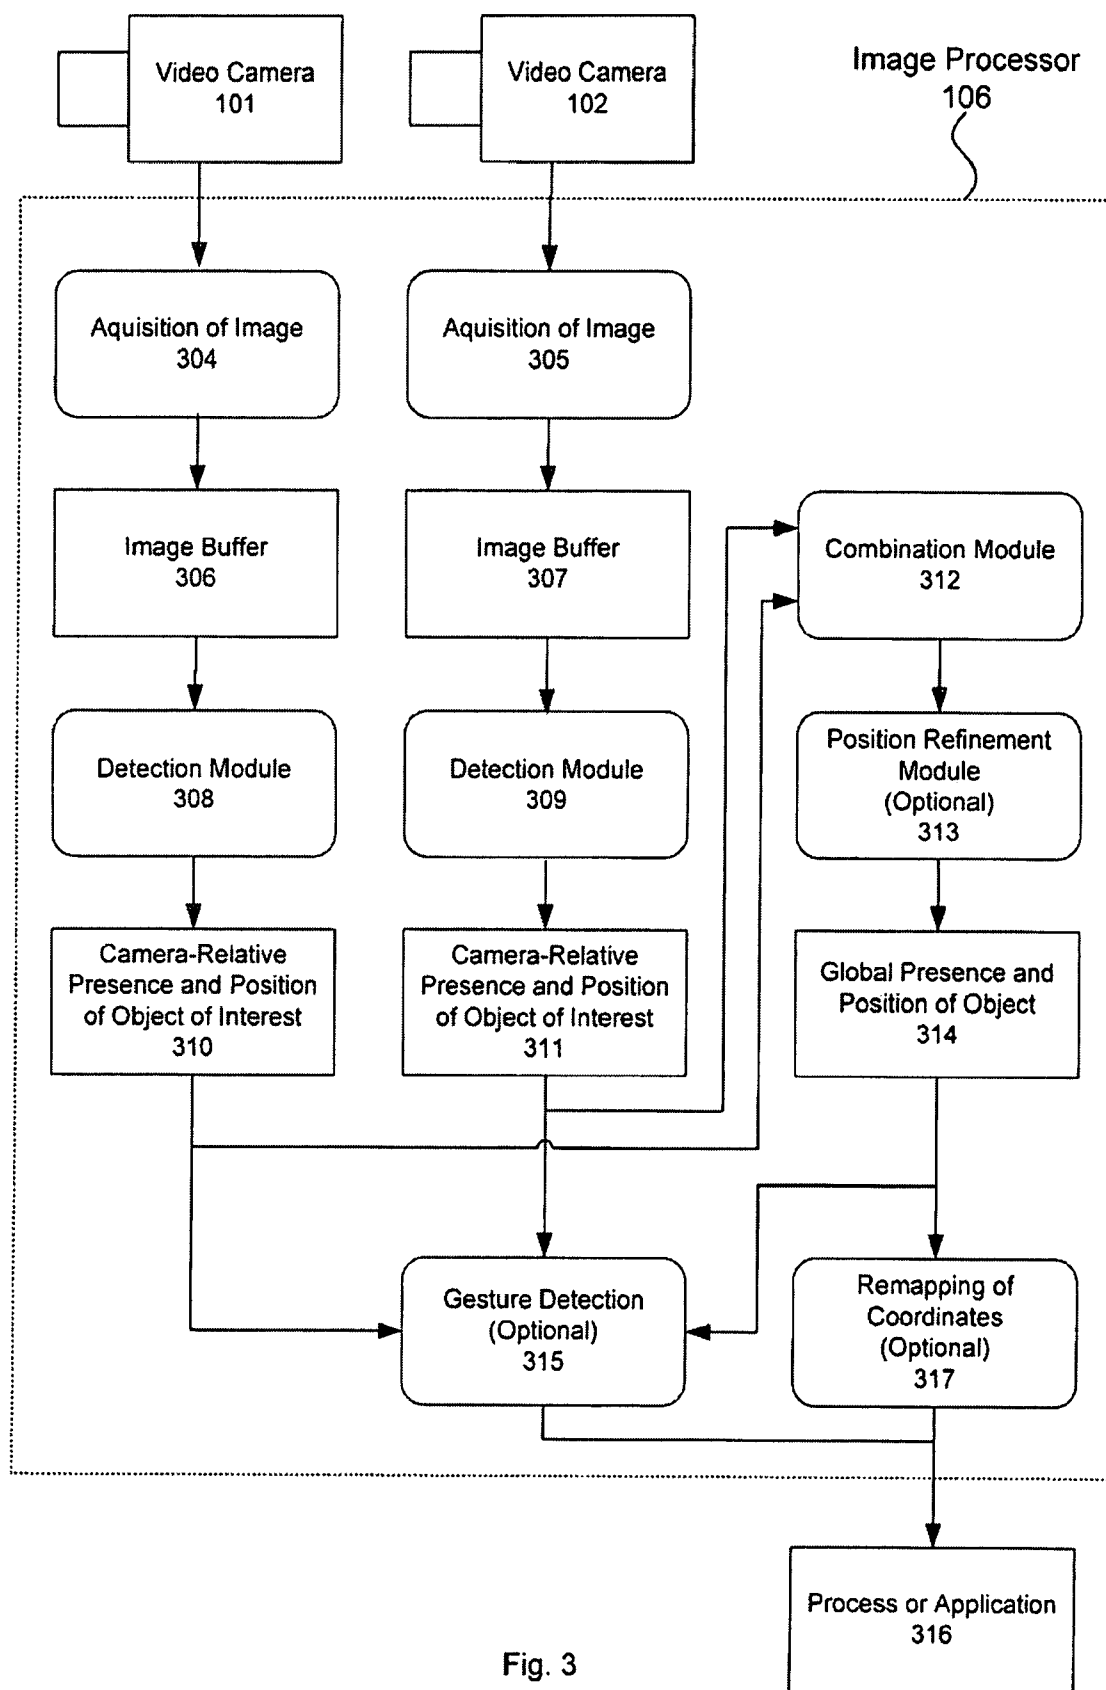 Video Camera
101
Video Camera
102
Image Processor
106
Aquisition of Image
304
Aquisition of Image
305
Image Buffer
306
Image Buffer
307
Combination Module
312
Detection Module
308
Detection Module
309
Position Refinement
Module
(Optional)
313
Camera-Relative
Presence and Position
of Object of Interest
310
Camera-Relative
Presence and Position
of Object of Interest
311
Global Presence and
Position of Object
314
Gesture Detection
(Optional)
315
Remapping of
Coordinates
(Optional)
317
Process or Application
316
Fig. 3